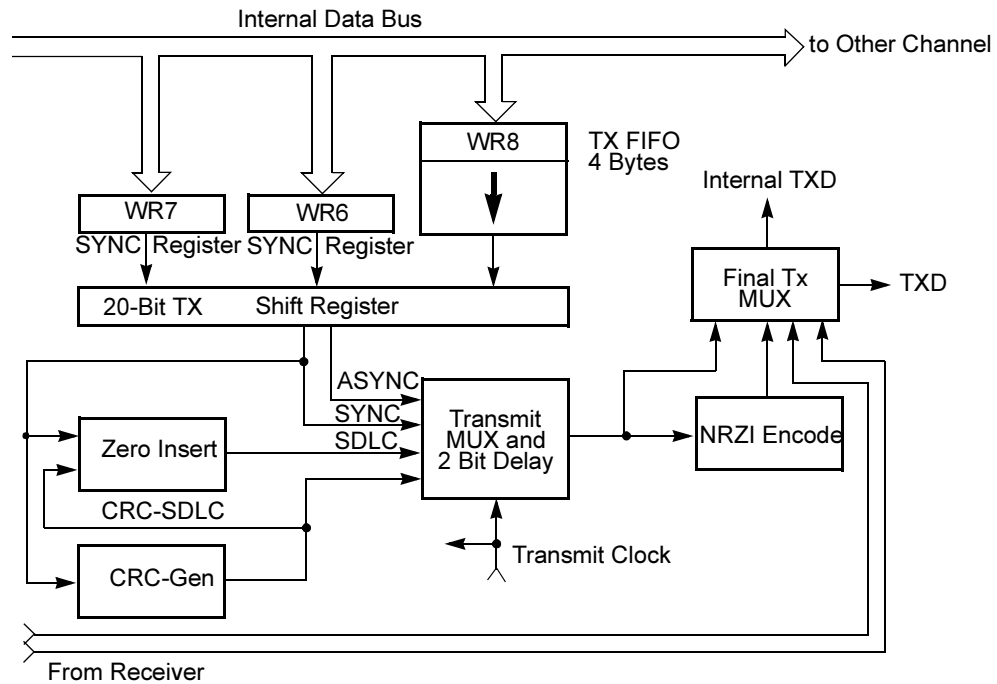 Internal Data Bus
to Other Channel
WR8
TX FIFO
4 Bytes
Internal TXD
WR7
WR6
SYNC Register
SYNC Register
Final Tx
MUX
TXD
20-Bit TX Shift Register
ASYNC
SYNC
SDLC
Transmit
MUX and
2 Bit Delay
Zero Insert
NRZI Encode
CRC-SDLC
Transmit Clock
CRC-Gen
From Receiver